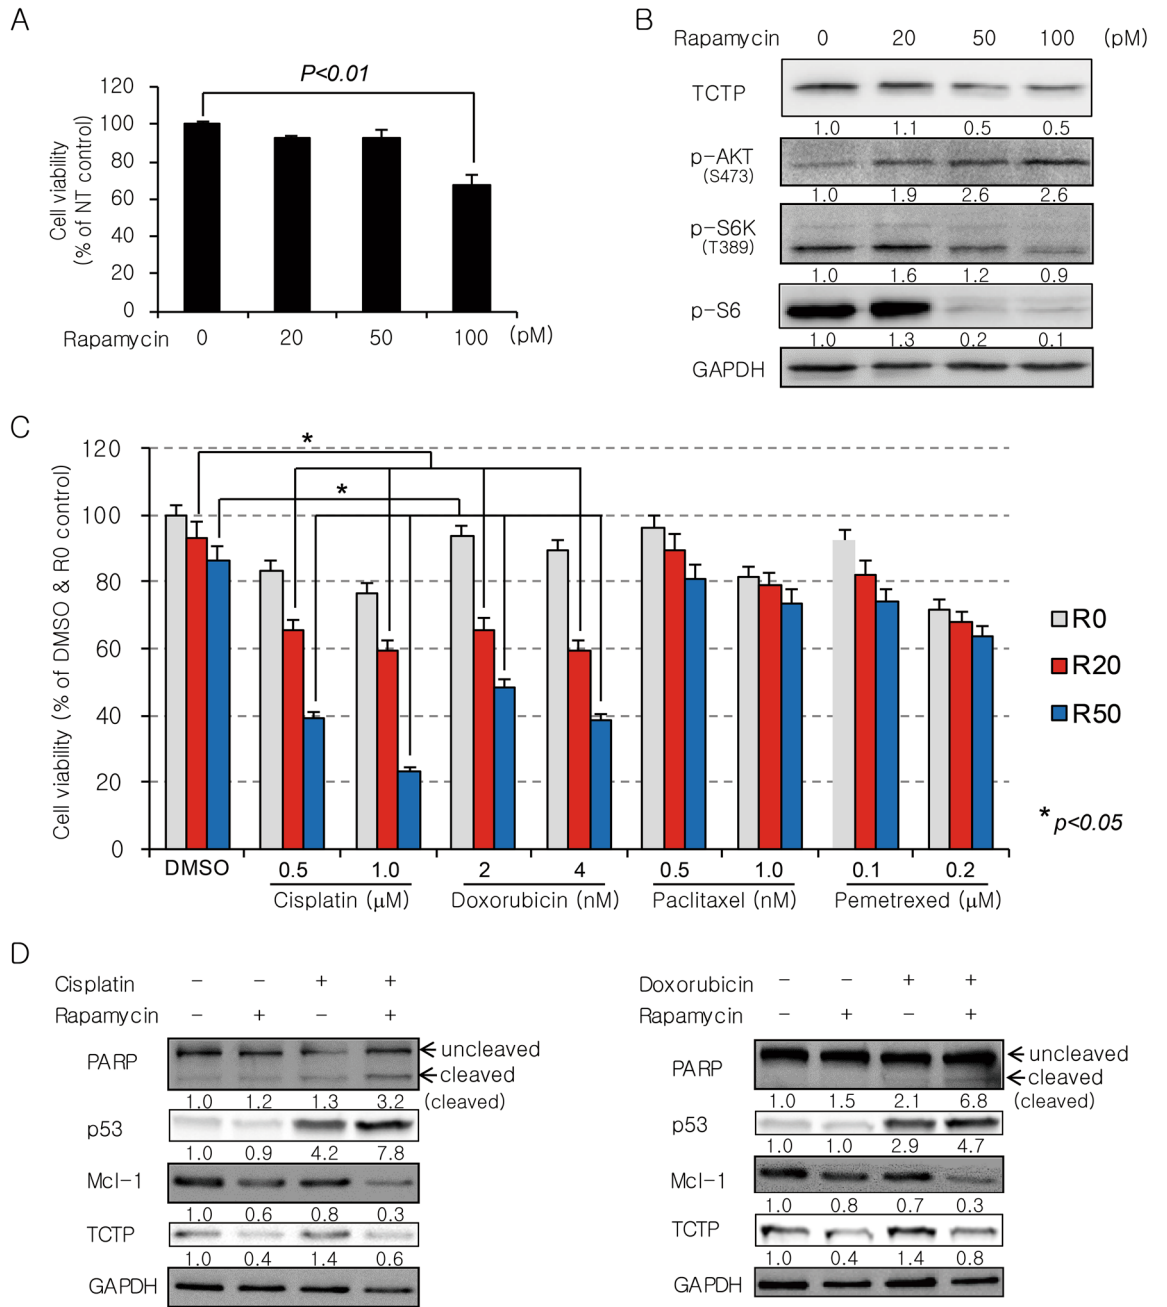 A
P<0.01
Cell viability
(% of NT control)
120
100
80
60
40
20
0
Rapamycin 0 20 50 100 (pM)
B
Rapamycin 0 20 50 100 (pM)
TCTP
1.0 1.1 0.5 0.5
p-AKT
(S473)
1.0 1.9 2.6 2.6
p-S6K
(T389)
1.0 1.6 1.2 0.9
p-S6
1.0 1.3 0.2 0.1
GAPDH
C
Cell viability (% of DMSO & R0 control)
120
100
80
60
40
20
0
*
*
R0
R20
R50
* p<0.05
DMSO 0.5 1.0 2 4 0.5 1.0 0.1 0.2
Cisplatin (μM) Doxorubicin (nM) Paclitaxel (nM) Pemetrexed (μM)
D
Cisplatin − − + +
Rapamycin − + − +
PARP
uncleaved
cleaved
1.0 1.2 1.3 3.2 (cleaved)
p53
1.0 0.9 4.2 7.8
Mcl-1
1.0 0.6 0.8 0.3
TCTP
1.0 0.4 1.4 0.6
GAPDH
Doxorubicin − − + +
Rapamycin − + − +
PARP
uncleaved
cleaved
1.0 1.5 2.1 6.8 (cleaved)
p53
1.0 1.0 2.9 4.7
Mcl-1
1.0 0.8 0.7 0.3
TCTP
1.0 0.4 1.4 0.8
GAPDH